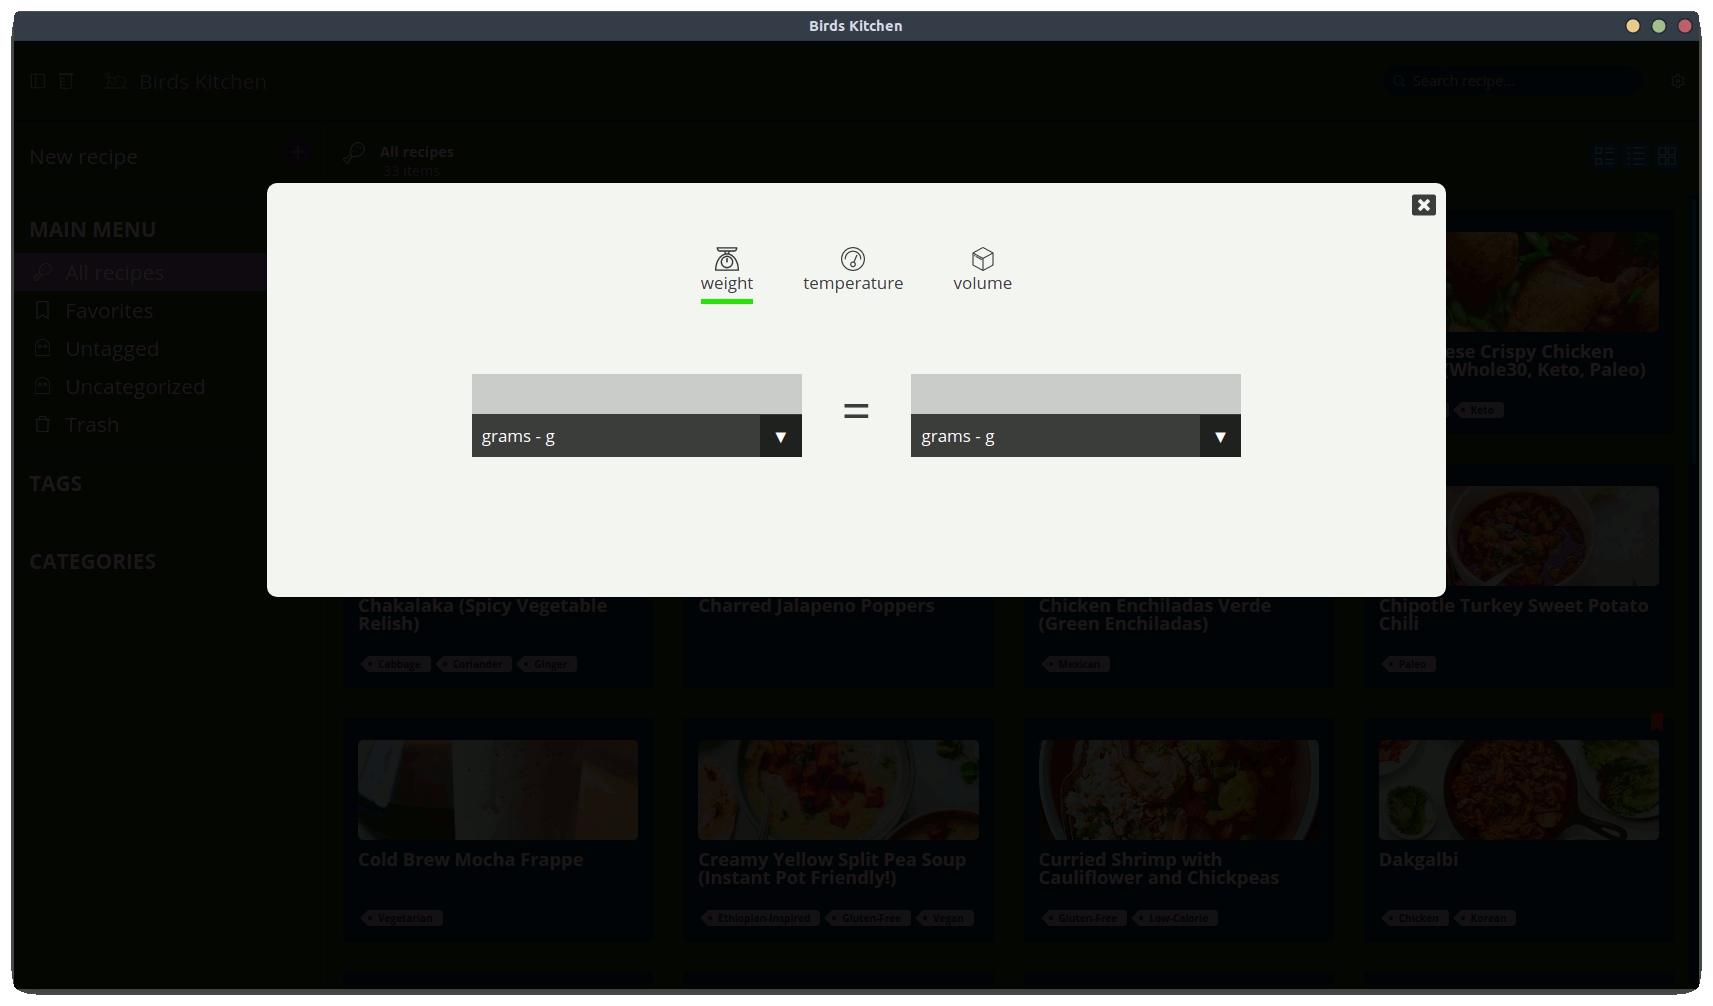 Birds Kitchen
Birds Kitchen
Search recipe...
New recipe
All recipes
33 items
MAIN MENU
All recipes
Favorites
Untagged
Uncategorized
Trash
TAGS
CATEGORIES
weight
temperature
volume
grams - g
▼
=
grams - g
▼
ese Crispy Chicken
(Whole30, Keto, Paleo)
Keto
Chakalaka (Spicy Vegetable
Relish)
Cabbage
Coriander
Ginger
Charred Jalapeno Poppers
Chicken Enchiladas Verde
(Green Enchiladas)
Mexican
Chipotle Turkey Sweet Potato
Chili
Paleo
Cold Brew Mocha Frappe
Vegetarian
Creamy Yellow Split Pea Soup
(Instant Pot Friendly!)
Ethiopian-Inspired
Gluten-Free
Vegan
Curried Shrimp with
Cauliflower and Chickpeas
Gluten-Free
Low-Calorie
Dakgalbi
Chicken
Korean